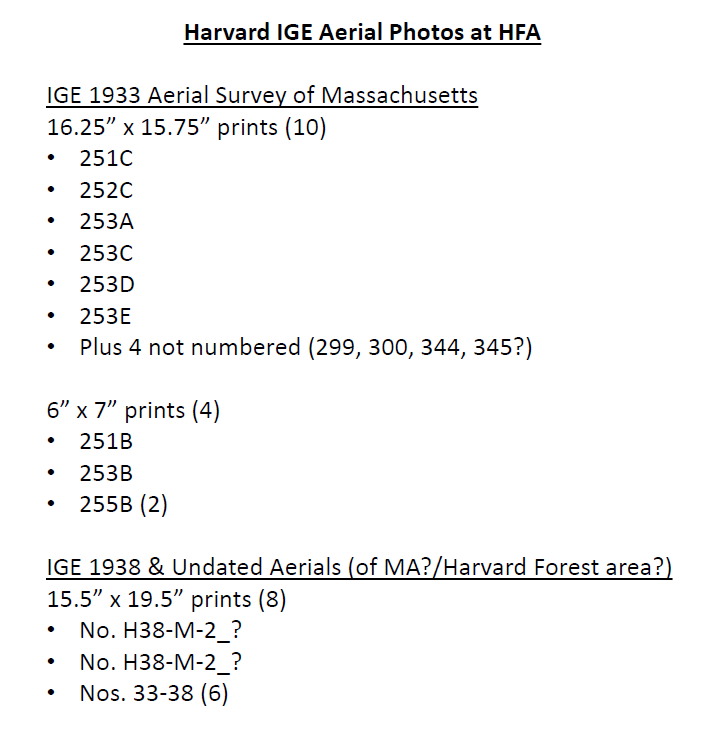 Harvard IGE Aerial Photos at HFA
IGE 1933 Aerial Survey of Massachusetts
16.25” x 15.75” prints (10)
• 251C
• 252C
• 253A
• 253C
• 253D
• 253E
• Plus 4 not numbered (299, 300, 344, 345?)
6” x 7” prints (4)
• 251B
• 253B
• 255B (2)
IGE 1938 & Undated Aerials (of MA?/Harvard Forest area?)
15.5” x 19.5” prints (8)
• No. H38-M-2_?
• No. H38-M-2_?
• Nos. 33-38 (6)